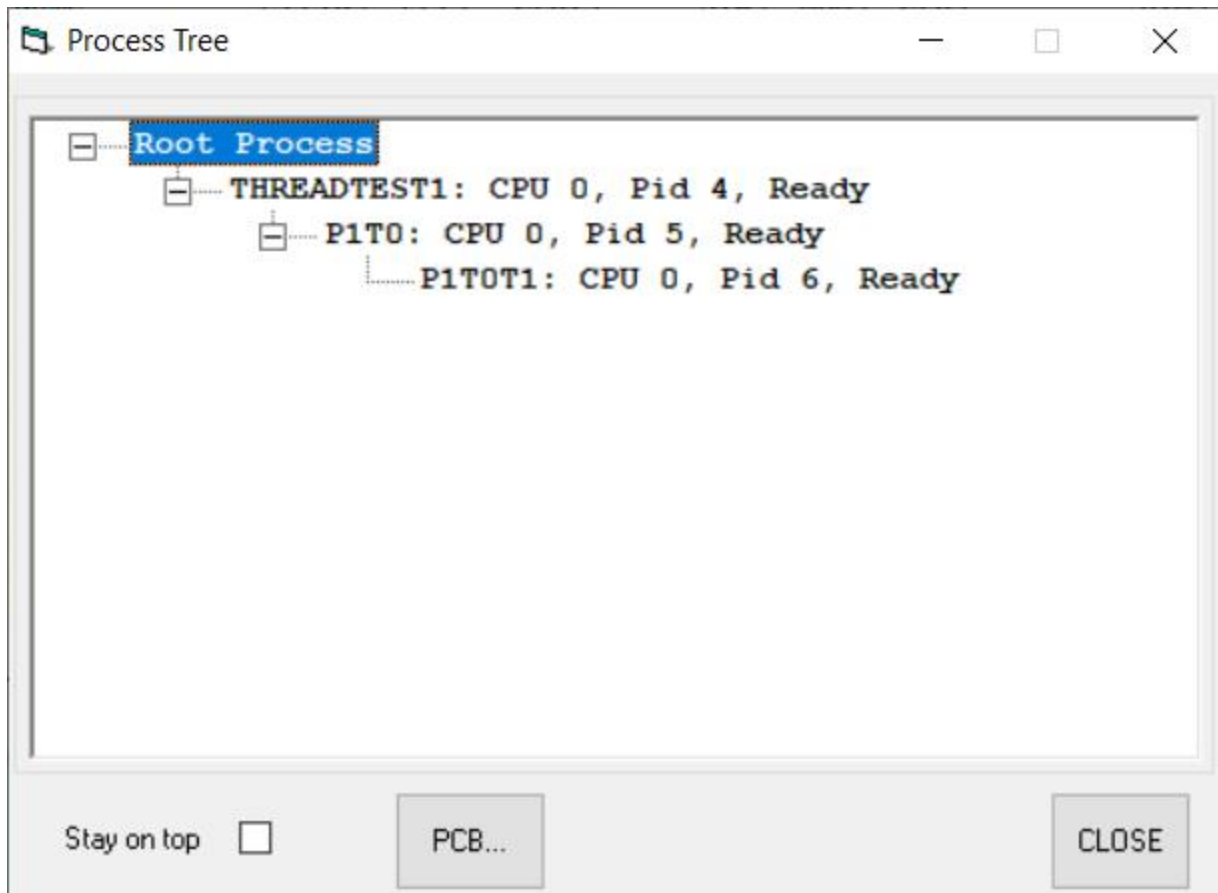 Process Tree
Root Process
THREADTEST1: CPU 0, Pid 4, Ready
P1T0: CPU 0, Pid 5, Ready
P1T0T1: CPU 0, Pid 6, Ready
Stay on top
PCB...
CLOSE